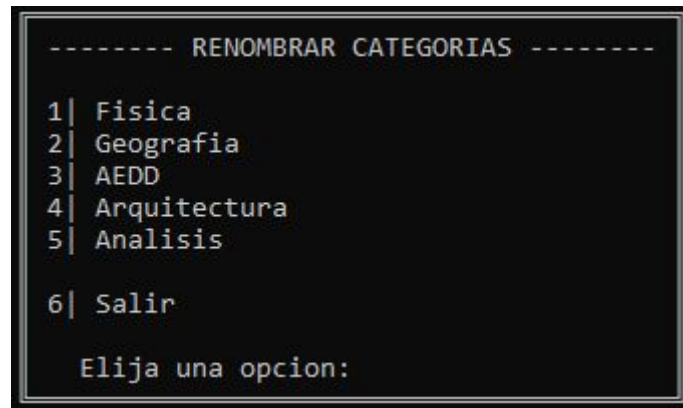 -------- RENOMBRAR CATEGORIAS --------
1| Fisica
2| Geografia
3| AEDD
4| Arquitectura
5| Analisis
6| Salir
Elija una opcion: